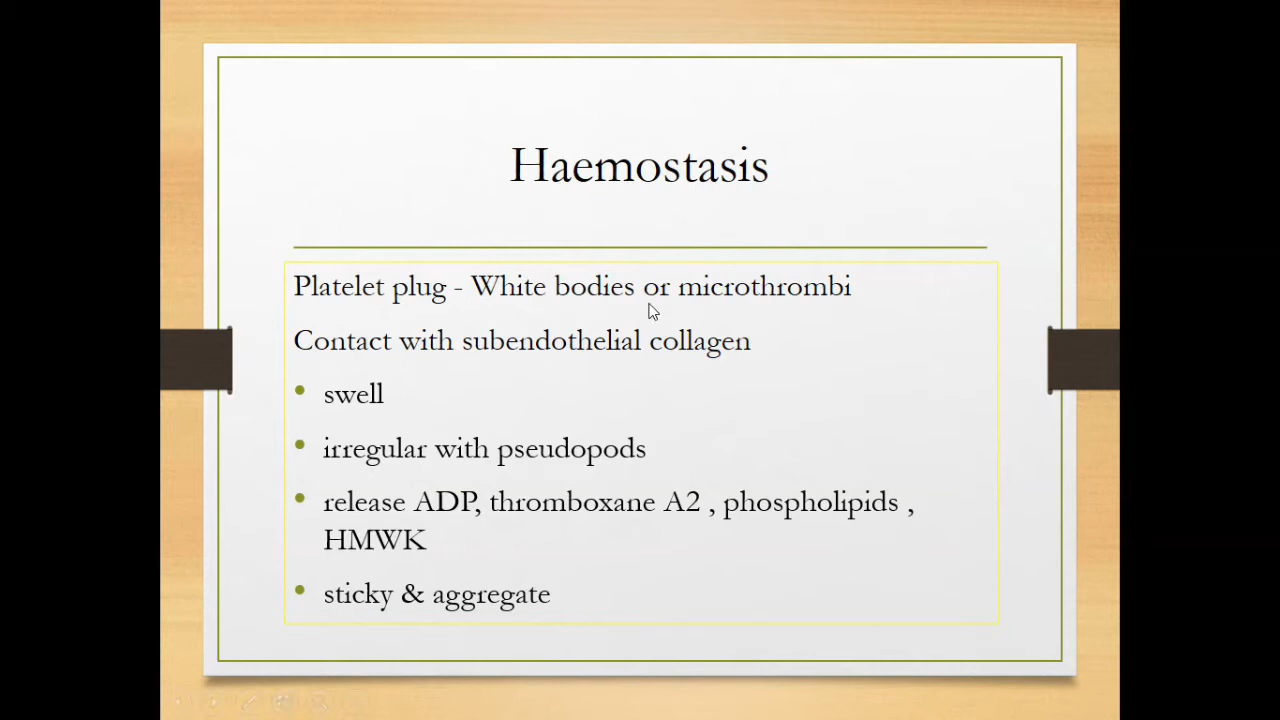 Haemostasis
Platelet plug - White bodies or microthrombi
Contact with subendothelial collagen
• swell
• irregular with pseudopods
• release ADP, thromboxane A2 , phospholipids ,
HMWK
• sticky & aggregate